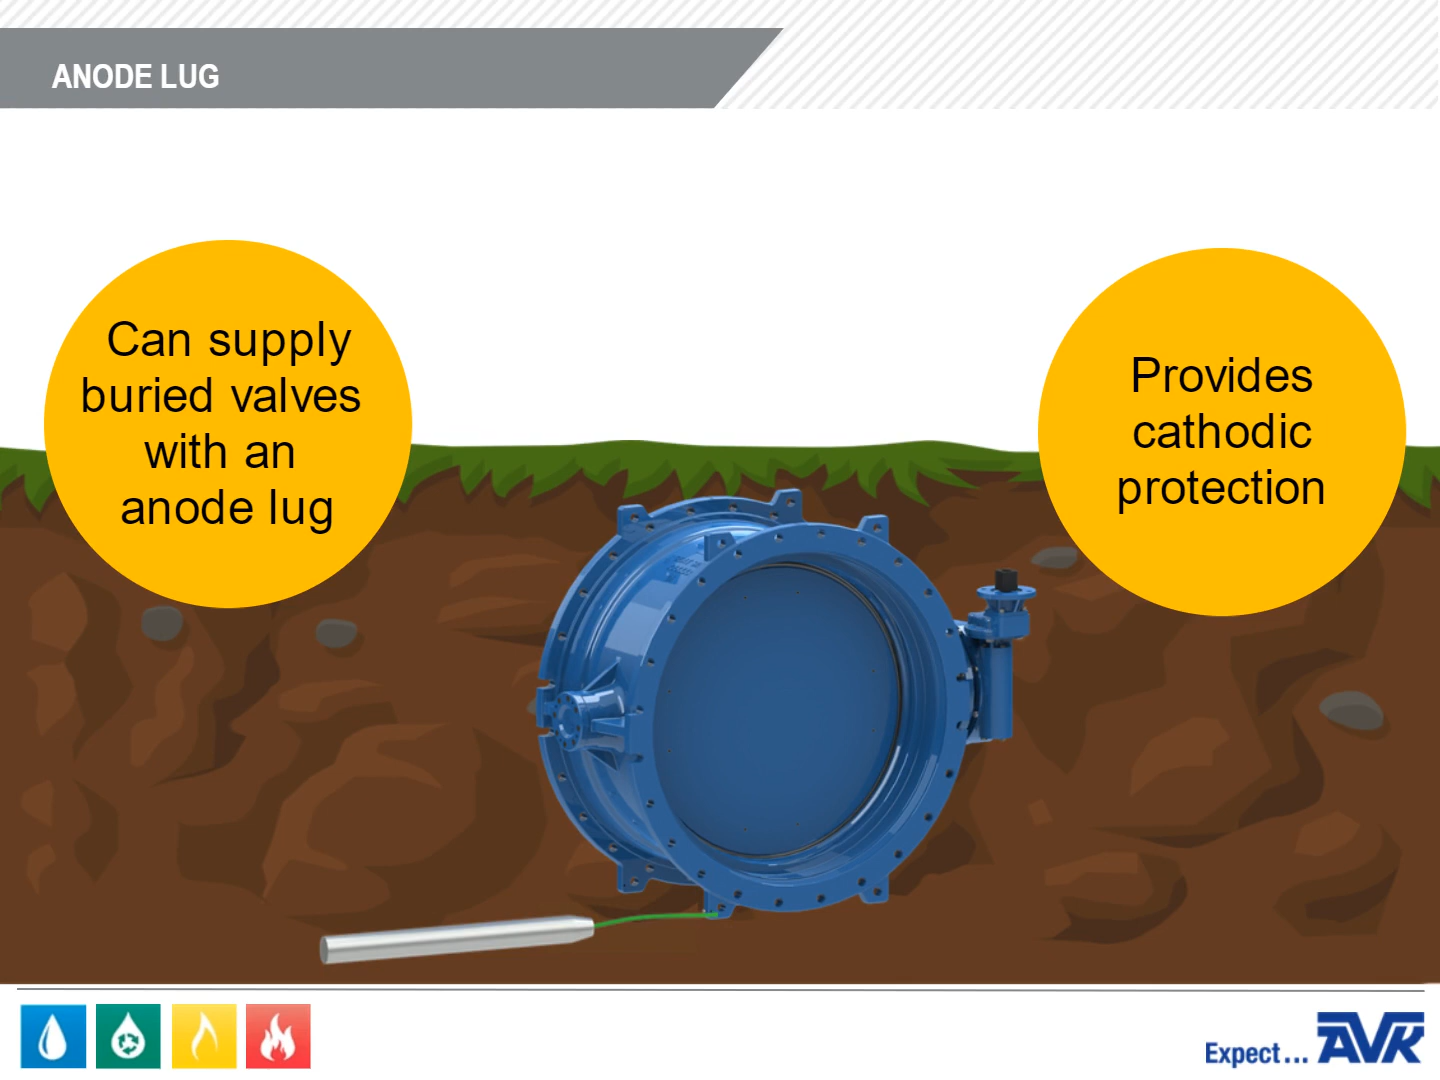 ANODE LUG
Can supply
buried valves
with an
anode lug
Provides
cathodic
protection
Expect... AVK